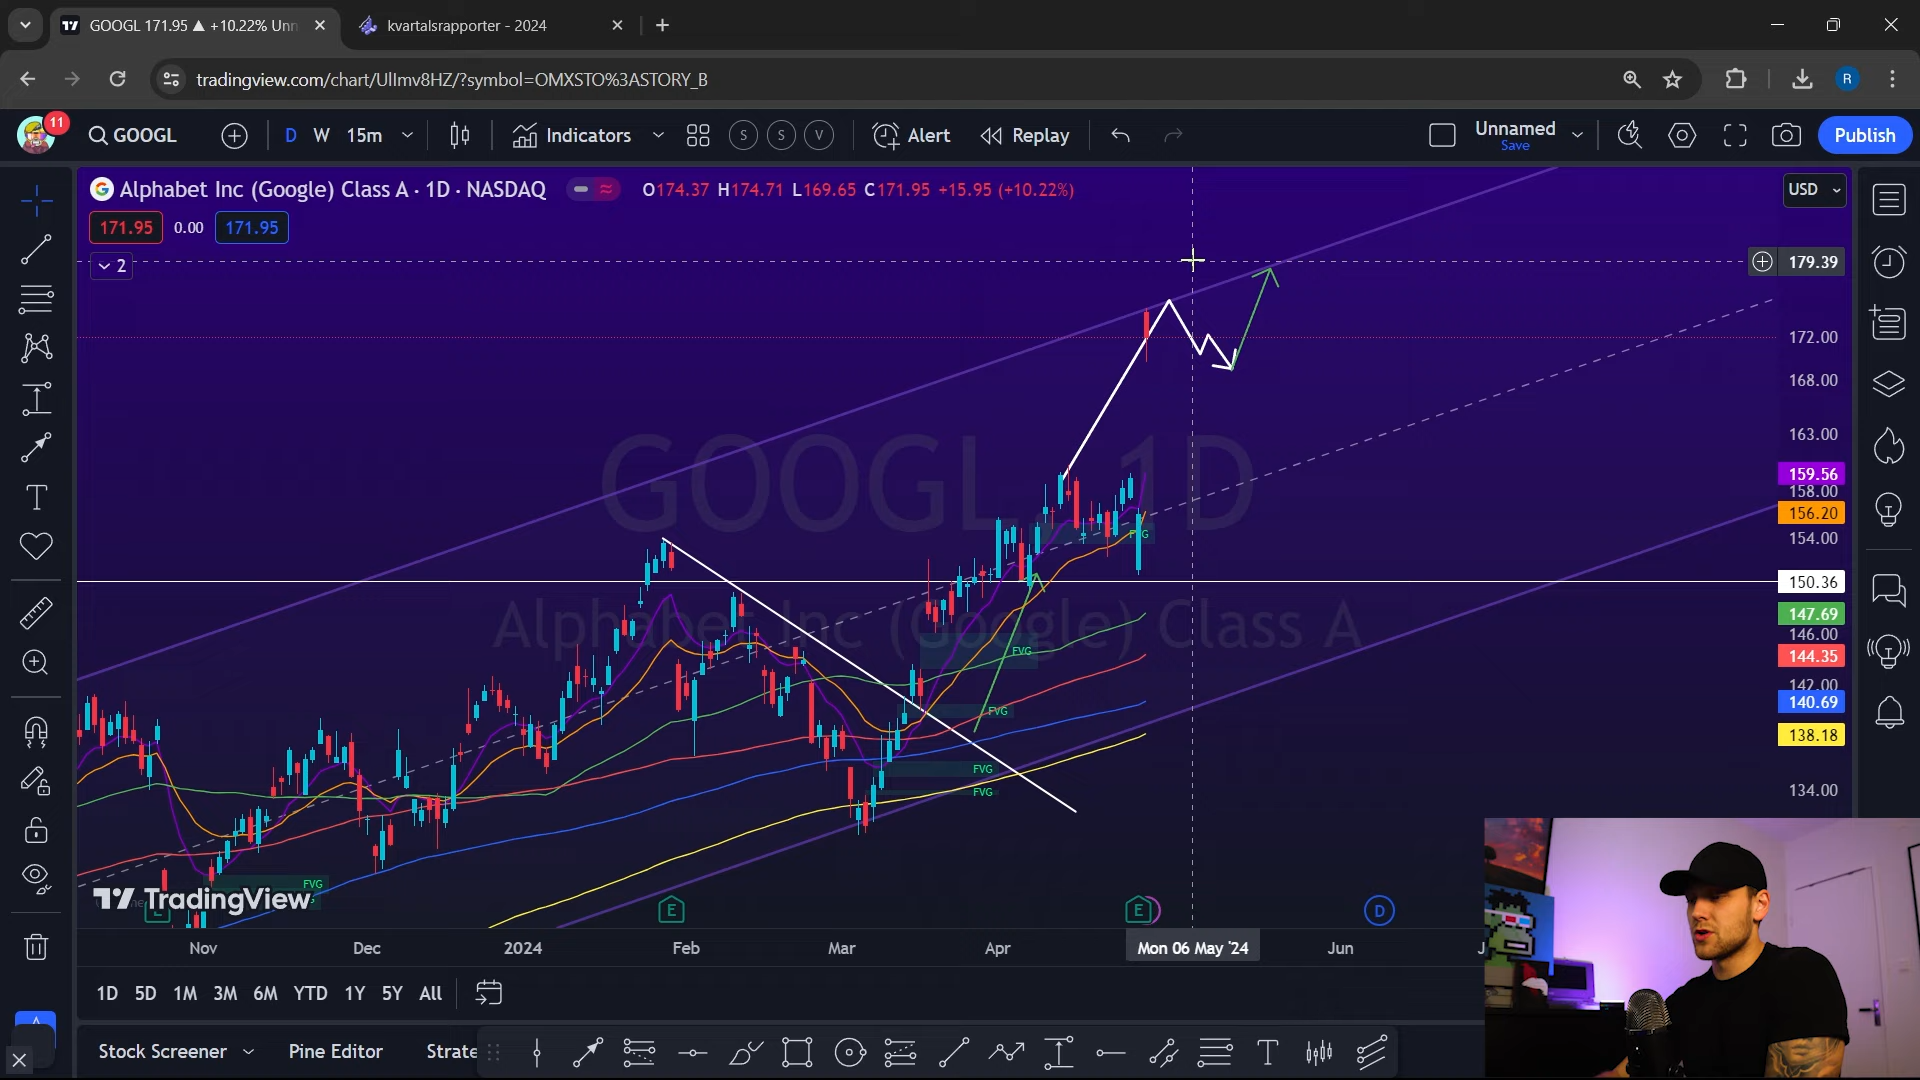 GOOGL 171.95 ▲ +10.22% Unn
kvartalsrapporter - 2024
tradingview.com/chart/UlImv8HZ/?symbol=OMXSTO%3ASTORY_B
R
11
GOOGL
D W 15m
Indicators
S S V
Alert
Replay
Unnamed
Save
Publish
Alphabet Inc (Google) Class A · 1D · NASDAQ
O174.37 H174.71 L169.65 C171.95 +15.95 (+10.22%)
USD
171.95 0.00 171.95
2
179.39
172.00
168.00
163.00
159.56
158.00
156.20
154.00
150.36
147.69
146.00
144.35
142.00
140.69
138.18
134.00
GOOGL, 1D
Alphabet Inc (Google) Class A
FVG
FVG
FVG
FVG
FVG
FVG
TradingView
E
E
E
D
Nov
Dec
2024
Feb
Mar
Apr
Mon 06 May '24
Jun
1D 5D 1M 3M 6M YTD 1Y 5Y All
Stock Screener
Pine Editor
Strate